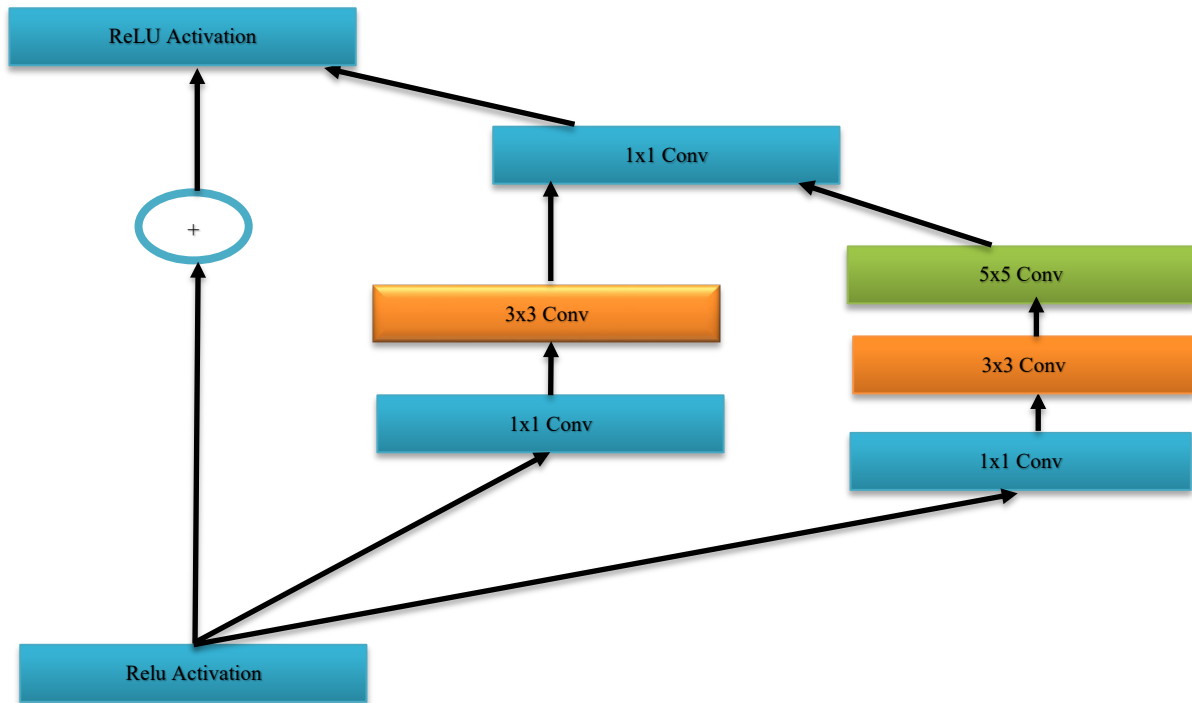 ReLU Activation
1x1 Conv
+
5x5 Conv
3x3 Conv
3x3 Conv
1x1 Conv
1x1 Conv
Relu Activation